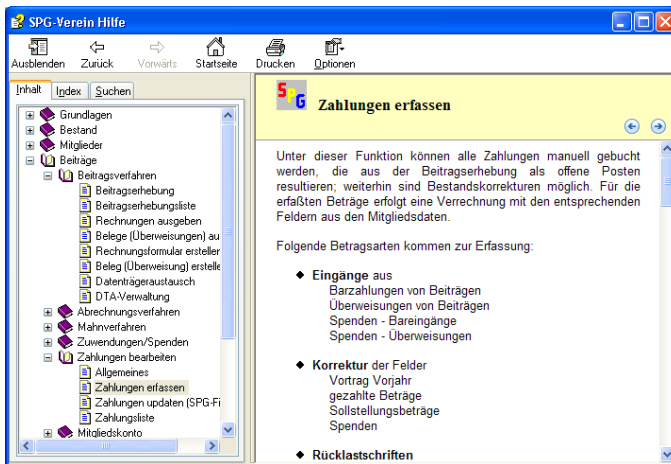 SPG-Verein Hilfe
Ausblenden Zurück Vorwärts Startseite Drucken Optionen
Inhalt Index Suchen
Grundlagen
Bestand
Mitglieder
Beiträge
Beitragsverfahren
Beitragserhebung
Beitragserhebungsliste
Rechnungen ausgeben
Belege (Überweisungen) au
Rechnungsformular ersteller
Beleg (Überweisung) erstelle
Datenträgeraustausch
DTA-Verwaltung
Abrechnungsverfahren
Mahnverfahren
Zuwendungen/Spenden
Zahlungen bearbeiten
Allgemeines
Zahlungen erfassen
Zahlungen updaten (SPG-Fi
Zahlungsliste
Mitgliedskonto
SPG
Zahlungen erfassen
Unter dieser Funktion können alle Zahlungen manuell gebucht
werden, die aus der Beitragserhebung als offene Posten
resultieren; weiterhin sind Bestandskorrekturen möglich. Für die
erfaßten Beträge erfolgt eine Verrechnung mit den entsprechenden
Feldern aus den Mitgliedsdaten.
Folgende Betragsarten kommen zur Erfassung:
Eingänge aus
Barzahlungen von Beiträgen
Überweisungen von Beiträgen
Spenden - Bareingänge
Spenden - Überweisungen
Korrektur der Felder
Vortrag Vorjahr
gezahlte Beträge
Sollstellungsbeträge
Spenden
Rücklastschriften